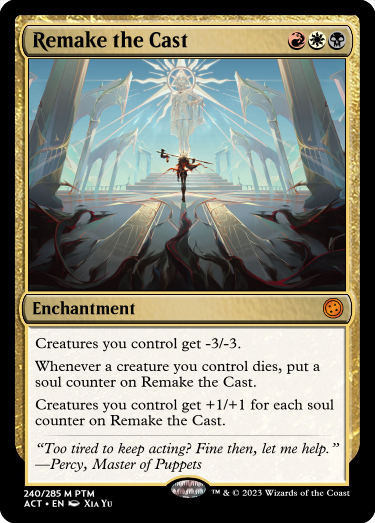 Remake the Cast
Enchantment
Creatures you control get -3/-3.
Whenever a creature you control dies, put a
soul counter on Remake the Cast.
Creatures you control get +1/+1 for each soul
counter on Remake the Cast.
“Too tired to keep acting? Fine then, let me help.”
—Percy, Master of Puppets
240/285 M PTM
ACT • EN Xia Yu
™ & © 2023 Wizards of the Coast